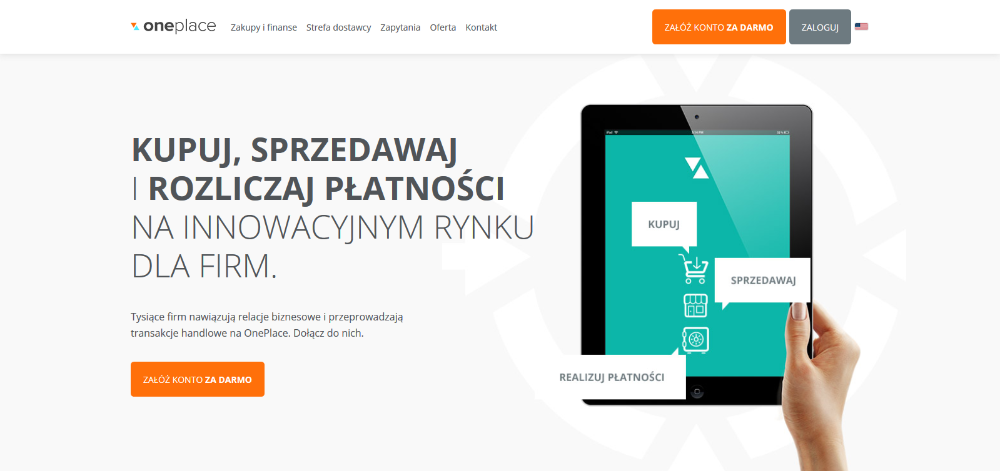 oneplace
Zakupy i finanse
Strefa dostawcy
Zapytania
Oferta
Kontakt
ZAŁÓŻ KONTO ZA DARMO
ZALOGUJ
KUPUJ, SPRZEDAWAJ
I ROZLICZAJ PŁATNOŚCI
NA INNOWACYJNYM RYNKU
DLA FIRM.
Tysiące firm nawiązują relacje biznesowe i przeprowadzają
transakcje handlowe na OnePlace. Dołącz do nich.
ZAŁÓŻ KONTO ZA DARMO
iPad
KUPUJ
SPRZEDAWAJ
REALIZUJ PŁATNOŚCI